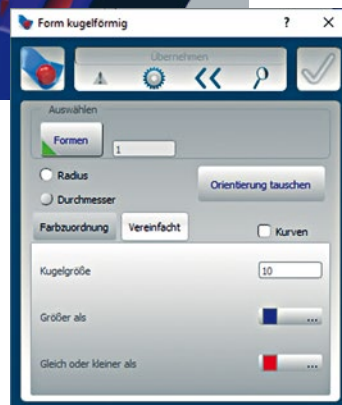 Form kugelförmig ? ×
Übernehmen
Auswählen
Formen 1
Radius
Durchmesser
Orientierung tauschen
Farbzuordnung Vereinfacht Kurven
Kugelgröße 10
Größer als ...
Gleich oder kleiner als ...